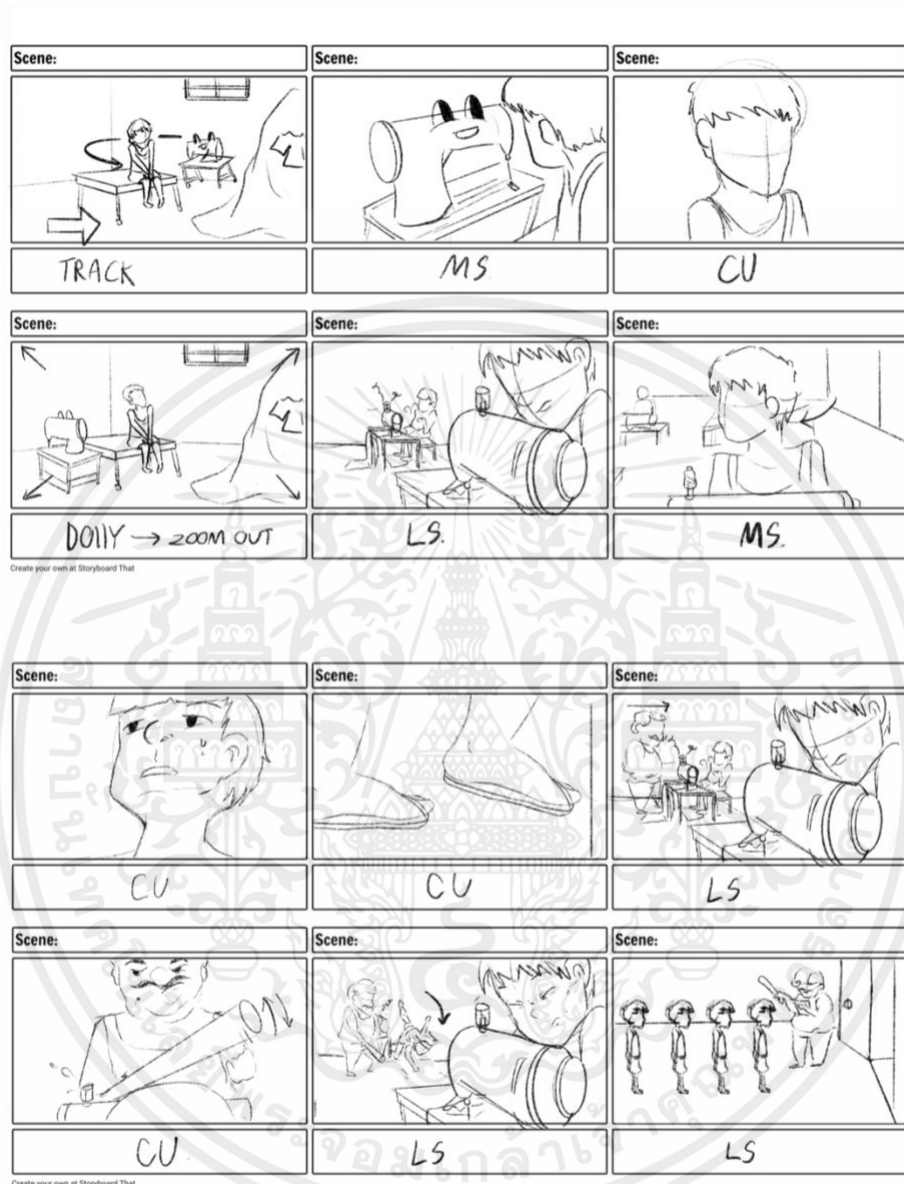 Scene: Scene: Scene:
TRACK MS CU
Scene: Scene: Scene:
DOllY → ZOOM OUT LS. MS.
Create your own at Storyboard That
Scene: Scene: Scene:
CU CU LS
Scene: Scene: Scene:
CU. LS LS
Create your own at Storyboard That